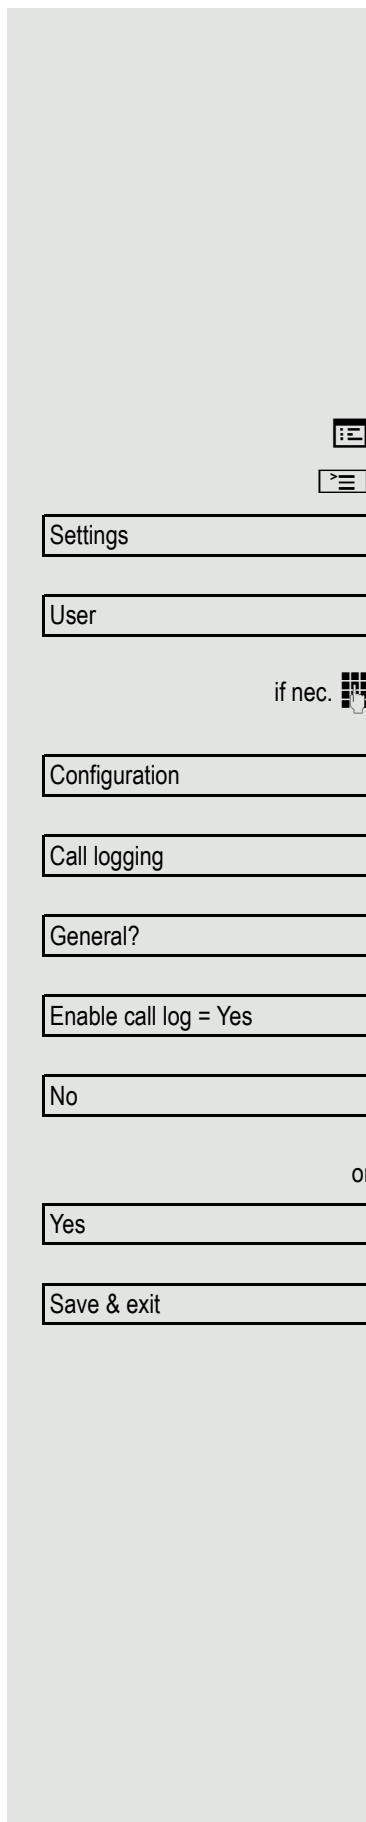 Settings
User
if nec.
Configuration
Call logging
General?
Enable call log = Yes
No
or
Yes
Save & exit